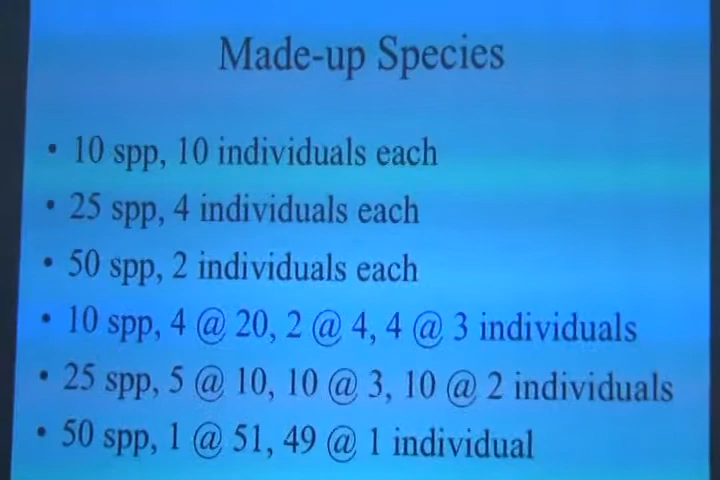 Made-up Species
• 10 spp, 10 individuals each
• 25 spp, 4 individuals each
• 50 spp, 2 individuals each
• 10 spp, 4 @ 20, 2 @ 4, 4 @ 3 individuals
• 25 spp, 5 @ 10, 10 @ 3, 10 @ 2 individuals
• 50 spp, 1 @ 51, 49 @ 1 individual